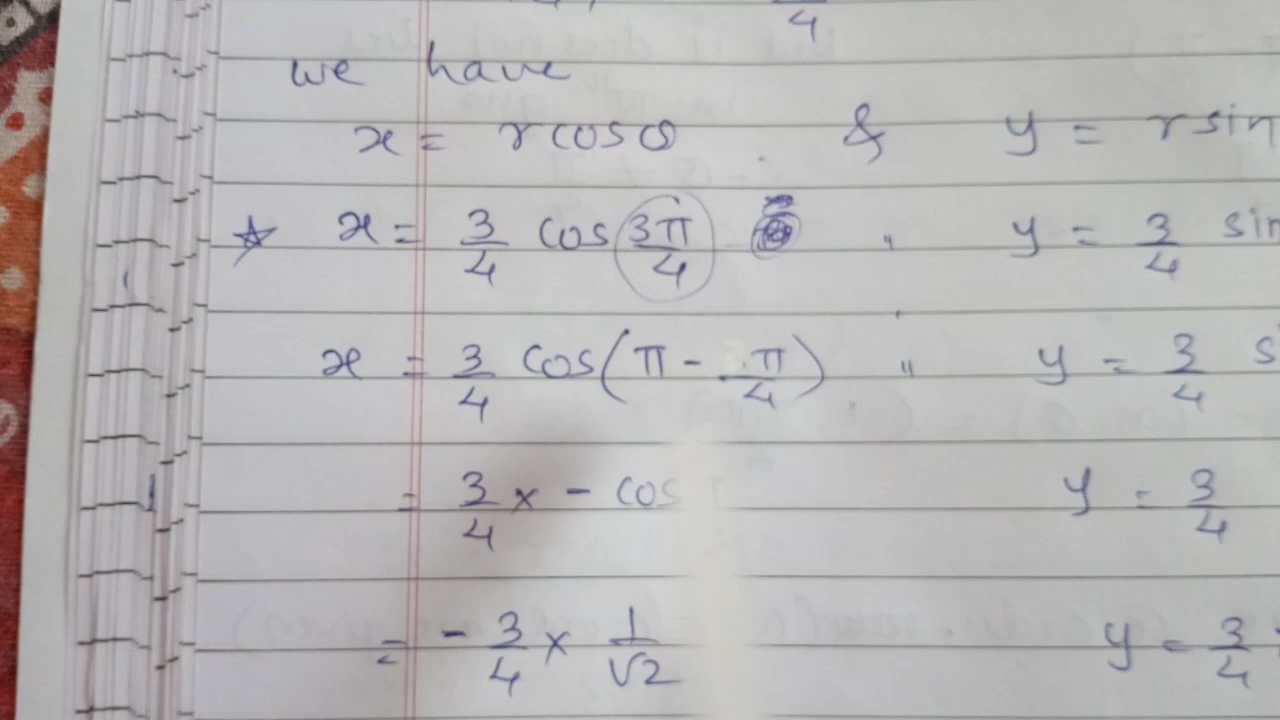 4
we have
x = r cos θ & y = r sin
☆ x = 3/4 cos 3π/4 , y = 3/4 sin
x = 3/4 cos(π - π/4) " y = 3/4 s
= 3/4 x - cos y = 3/4
= - 3/4 x 1/√2 y = 3/4